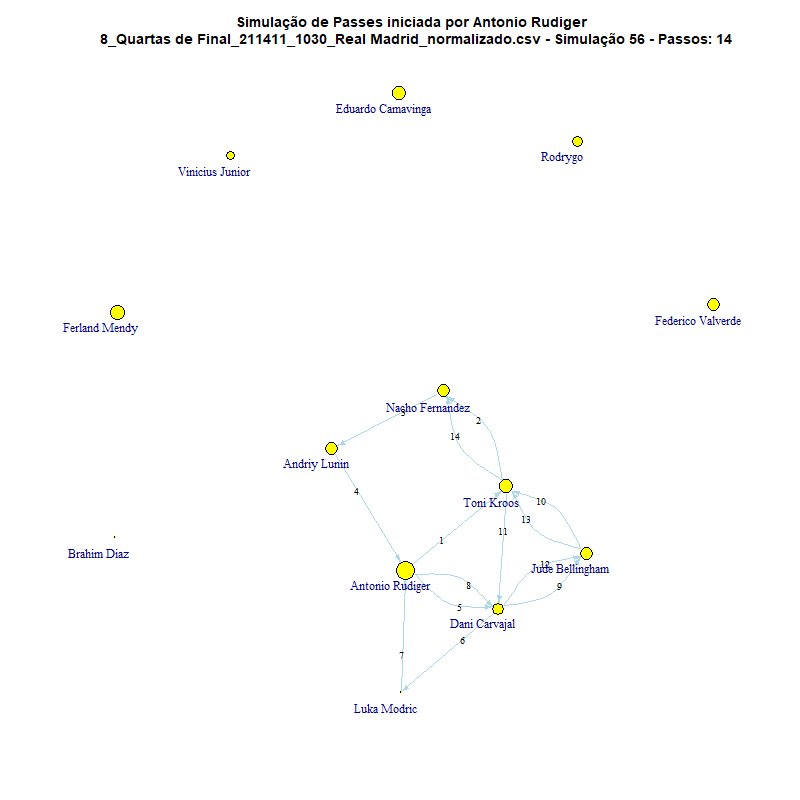 Simulação de Passes iniciada por Antonio Rudiger
8_Quartas de Final_211411_1030_Real Madrid_normalizado.csv - Simulação 56 - Passos: 14
Eduardo Camavinga
Rodrygo
Vinicius Junior
Federico Valverde
Ferland Mendy
Nacho Fernandez
3
2
14
Andriy Lunin
4
Toni Kroos
10
13
11
1
Brahim Diaz
12
Jude Bellingham
Antonio Rudiger
8
9
5
Dani Carvajal
6
7
Luka Modric